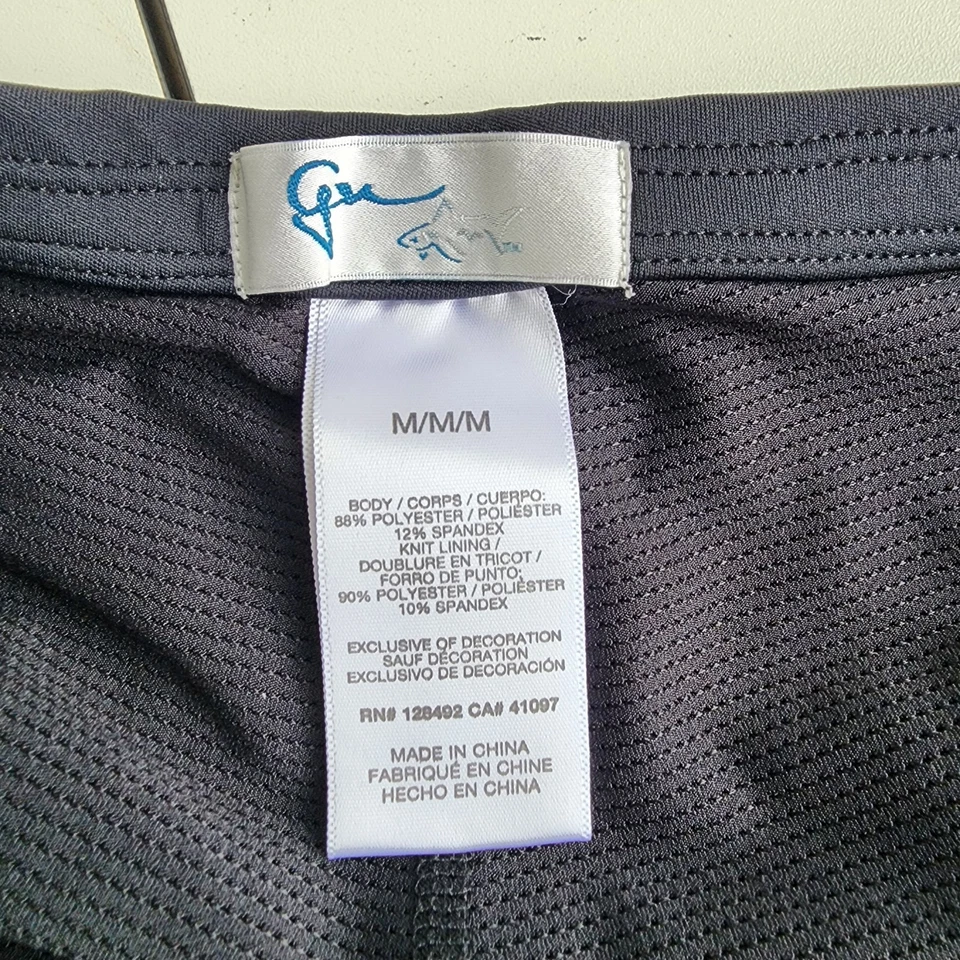 M/M/M
BODY / CORPS / CUERPO:
88% POLYESTER / POLIÉSTER
12% SPANDEX
KNIT LINING /
DOUBLURE EN TRICOT /
FORRO DE PUNTO:
90% POLYESTER / POLIÉSTER
10% SPANDEX
EXCLUSIVE OF DECORATION
SAUF DÉCORATION
EXCLUSIVO DE DECORACIÓN
RN# 128492 CA# 41097
MADE IN CHINA
FABRIQUÉ EN CHINE
HECHO EN CHINA